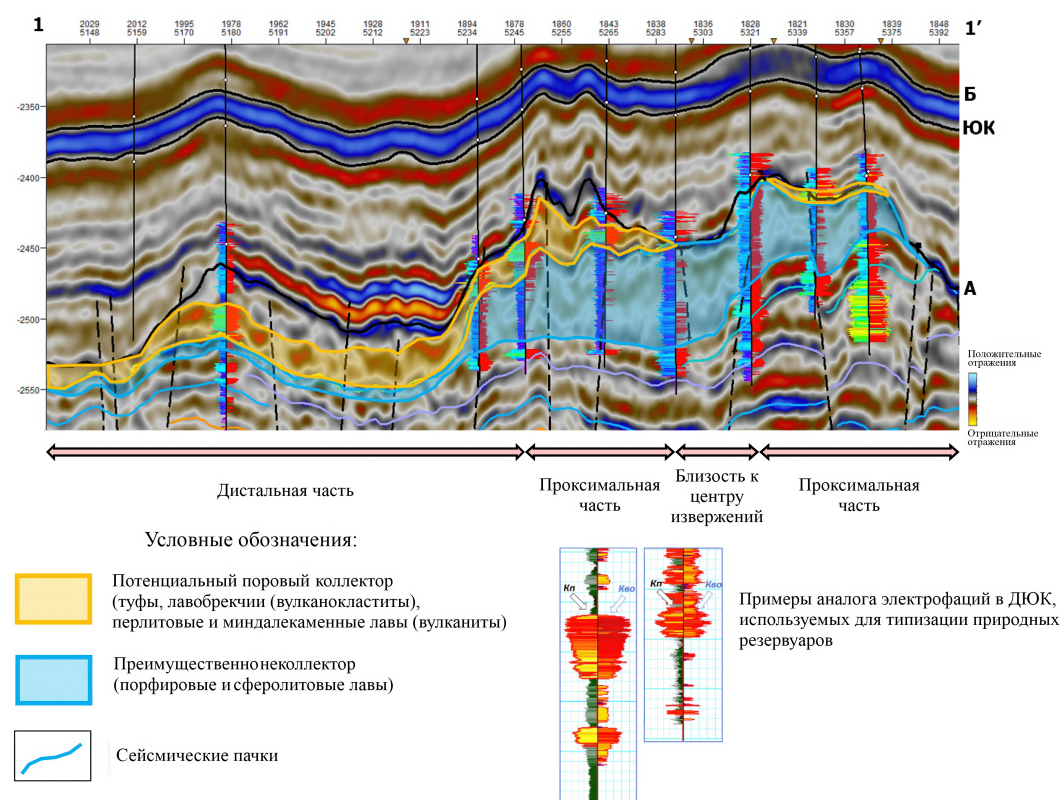 1
2029 2012 1995 1978 1945 1928 1911 1894 1878 1860 1843 1838 1836 1821 1830 1839 1848
5148 5159 5170 5180 5191 5202 5212 5223 5234 5245 5255 5265 5283 5303 5321 5339 5357 5375 5392
1′
-2350
-2400
-2450
-2500
-2550
Б
ЮК
А
Положительные
отражения
Отрицательные
отражения
Дистальная часть
Проксимальная
часть
Близость к
центру
извержений
Проксимальная
часть
Условные обозначения:
Потенциальный поровый коллектор
(туфы, лавобрекчии (вулканокластиты),
перлитовые и миндалекаменные лавы (вулканиты)
Преимущественно неколлектор
(порфировые и сферолитовые лавы)
Сейсмические пачки
Кп Кво
Кп Кво
Примеры аналога электрофаций в ДЮК,
используемых для типизации природных
резервуаров